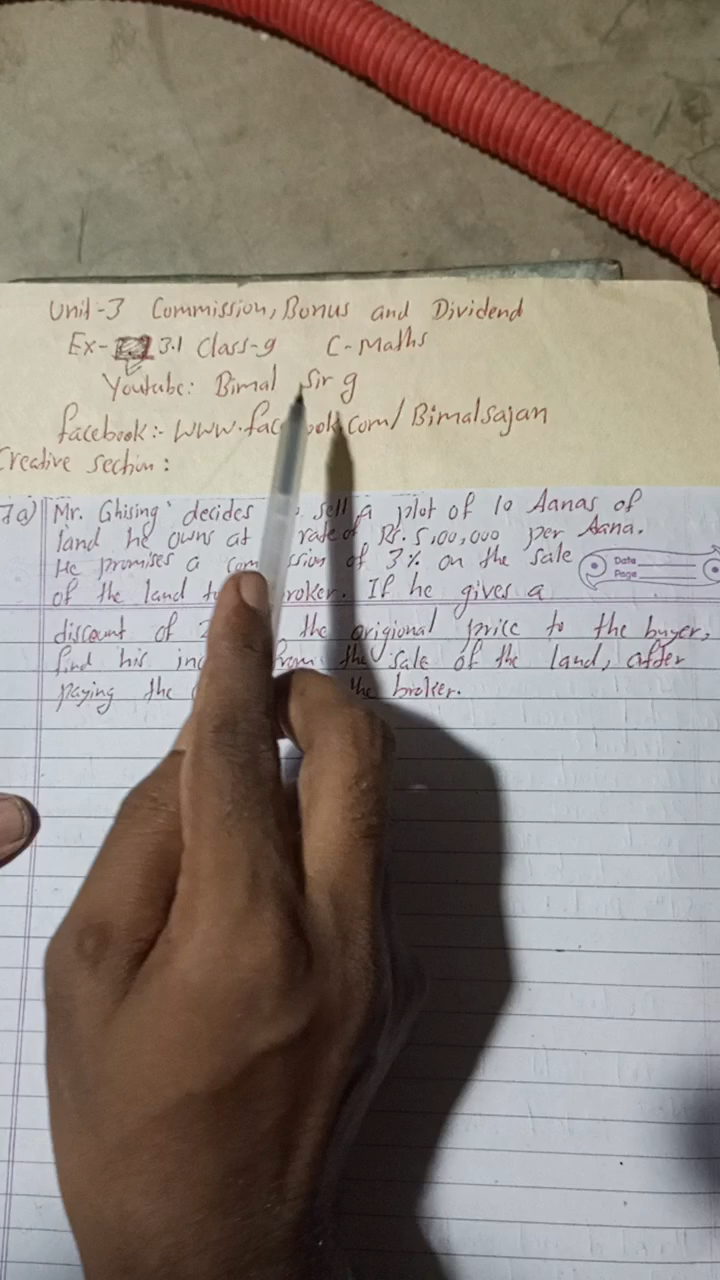 Unit-3 Commission, Bonus and Dividend
Ex- 3.1 Class-9 C-Maths
Youtube: Bimal Sir g
facebook:- www.fac ook.com/Bimalsajan
Creative section:
7a) Mr. Ghising decides sell a plot of 10 Aanas of
land he owns at rate of Rs. 5,00,000 per Aana.
He promises a com ssion of 3% on the sale
Date
Page
of the land t roker. If he gives a
discount of 2 the origional price to the buyer,
find his inc from the sale of the land, after
paying the the broker.